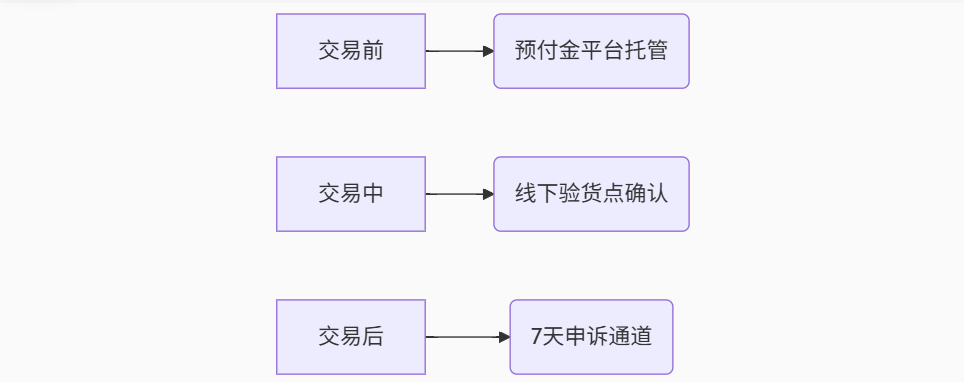 交易前
预付金平台托管
交易中
线下验货点确认
交易后
7天申诉通道